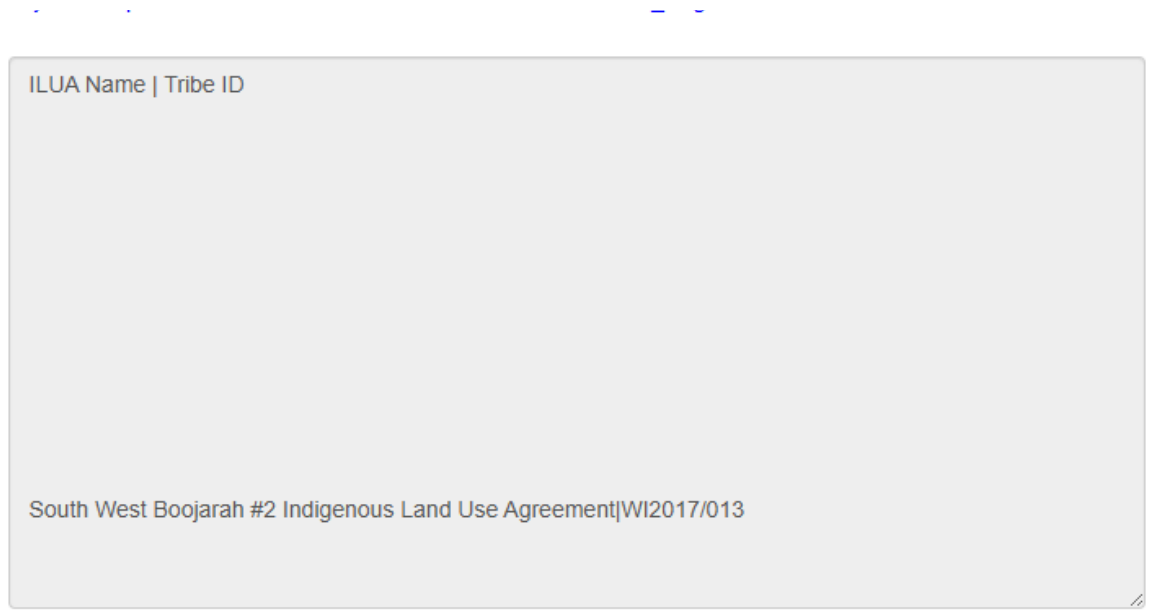 ILUA Name | Tribe ID
South West Boojarah #2 Indigenous Land Use Agreement|WI2017/013